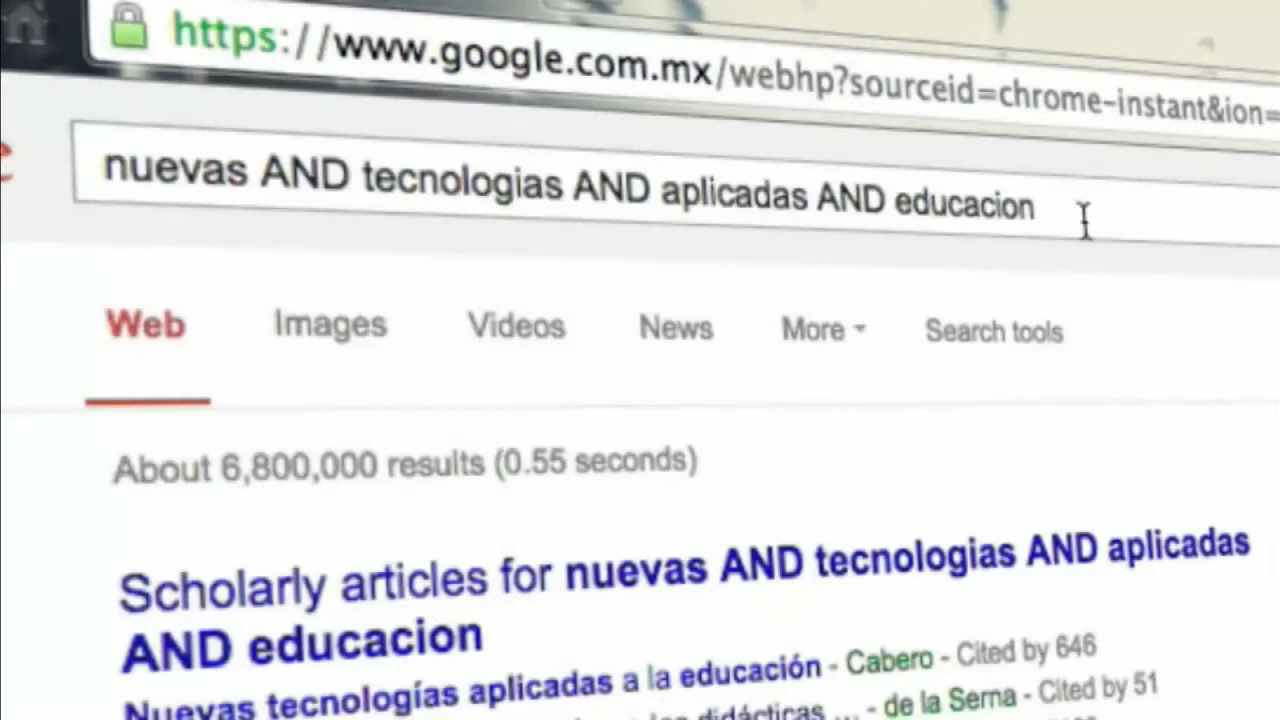 https://www.google.com.mx/webhp?sourceid=chrome-instant&ion=
nuevas AND tecnologias AND aplicadas AND educacion
Web Images Videos News More Search tools
About 6,800,000 results (0.55 seconds)
Scholarly articles for nuevas AND tecnologias AND aplicadas
AND educacion
Nuevas tecnologías aplicadas a la educación - Cabero - Cited by 646
didácticas ... - de la Serna - Cited by 51